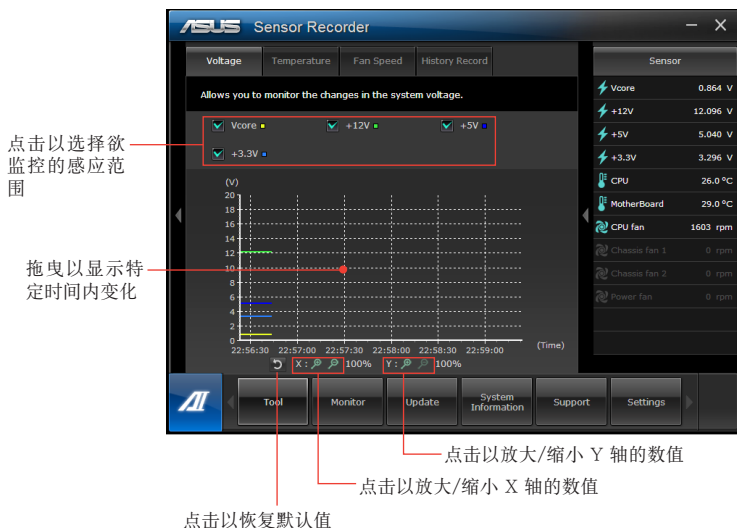 ASUS Sensor Recorder
Voltage Temperature Fan Speed History Record
Allows you to monitor the changes in the system voltage.
Vcore +12V +5V
+3.3V
点击以选择欲
监控的感应范
围
拖曳以显示特
定时间内变化
(V)
20
18
16
14
12
10
8
6
4
2
0
22:56:30 22:57:00 22:57:30 22:58:00 22:58:30 22:59:00 (Time)
X : 100% Y : 100%
Sensor
Vcore 0.864 V
+12V 12.096 V
+5V 5.040 V
+3.3V 3.296 V
CPU 26.0 ºC
MotherBoard 29.0 ºC
CPU fan 1603 rpm
Chassis fan 1 0 rpm
Chassis fan 2 0 rpm
Power fan 0 rpm
Tool Monitor Update System Information Support Settings
点击以放大/缩小 Y 轴的数值
点击以放大/缩小 X 轴的数值
点击以恢复默认值